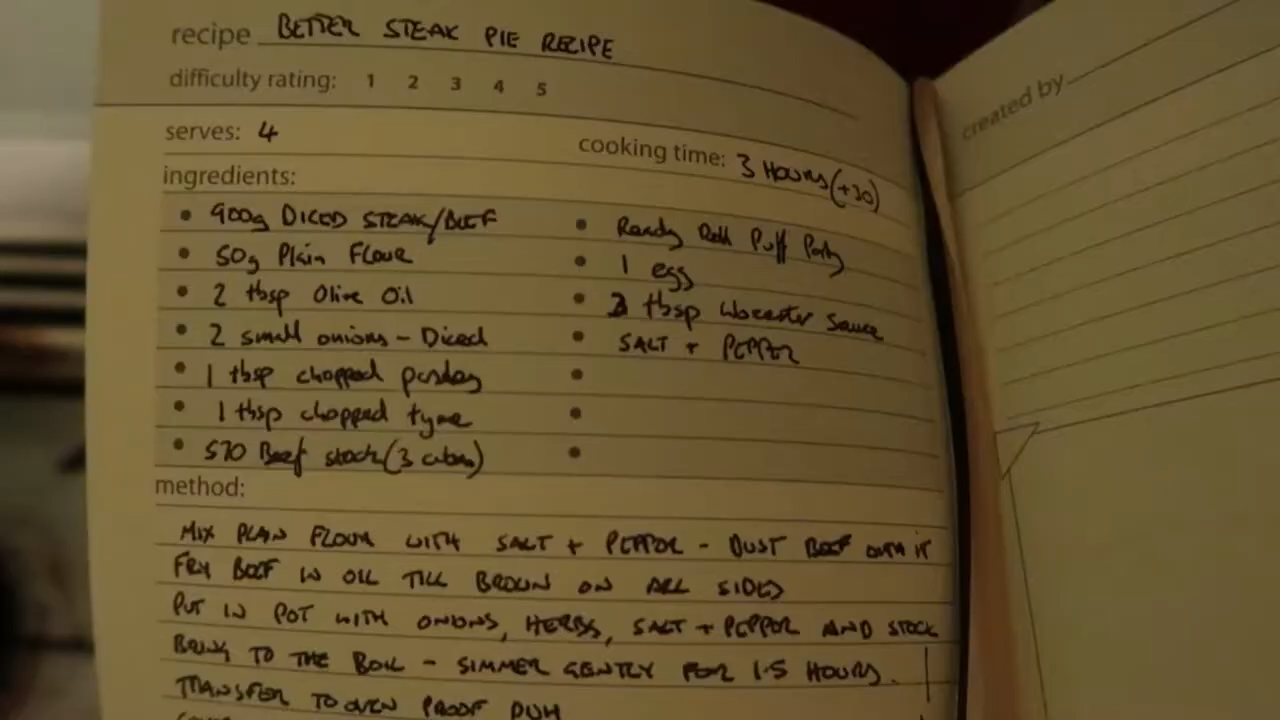 recipe BETTER STEAK PIE RECIPE
difficulty rating: 1 2 3 4 5
serves: 4
cooking time: 3 HOURS (+30)
ingredients:
• 900g DICED STEAK/BEEF
• 50g Plain Flour
• 2 tbsp Olive Oil
• 2 small onions - Diced
• 1 tbsp chopped parsley
• 1 tbsp chopped tyme
• 570 Beef stock (3 cubes)
• Ready Roll Puff Pasty
• 1 egg
• 2 tbsp Worcester Sauce
• SALT + PEPPER
method:
MIX PLAIN FLOUR WITH SALT + PEPPER - DUST BEEF WITH IT
FRY BEEF IN OIL TILL BROWN ON ALL SIDES
PUT IN POT WITH ONIONS, HERBS, SALT + PEPPER AND STOCK
BRING TO THE BOIL - SIMMER GENTLY FOR 1.5 HOURS.
TRANSFER TO OVEN PROOF DISH
created by